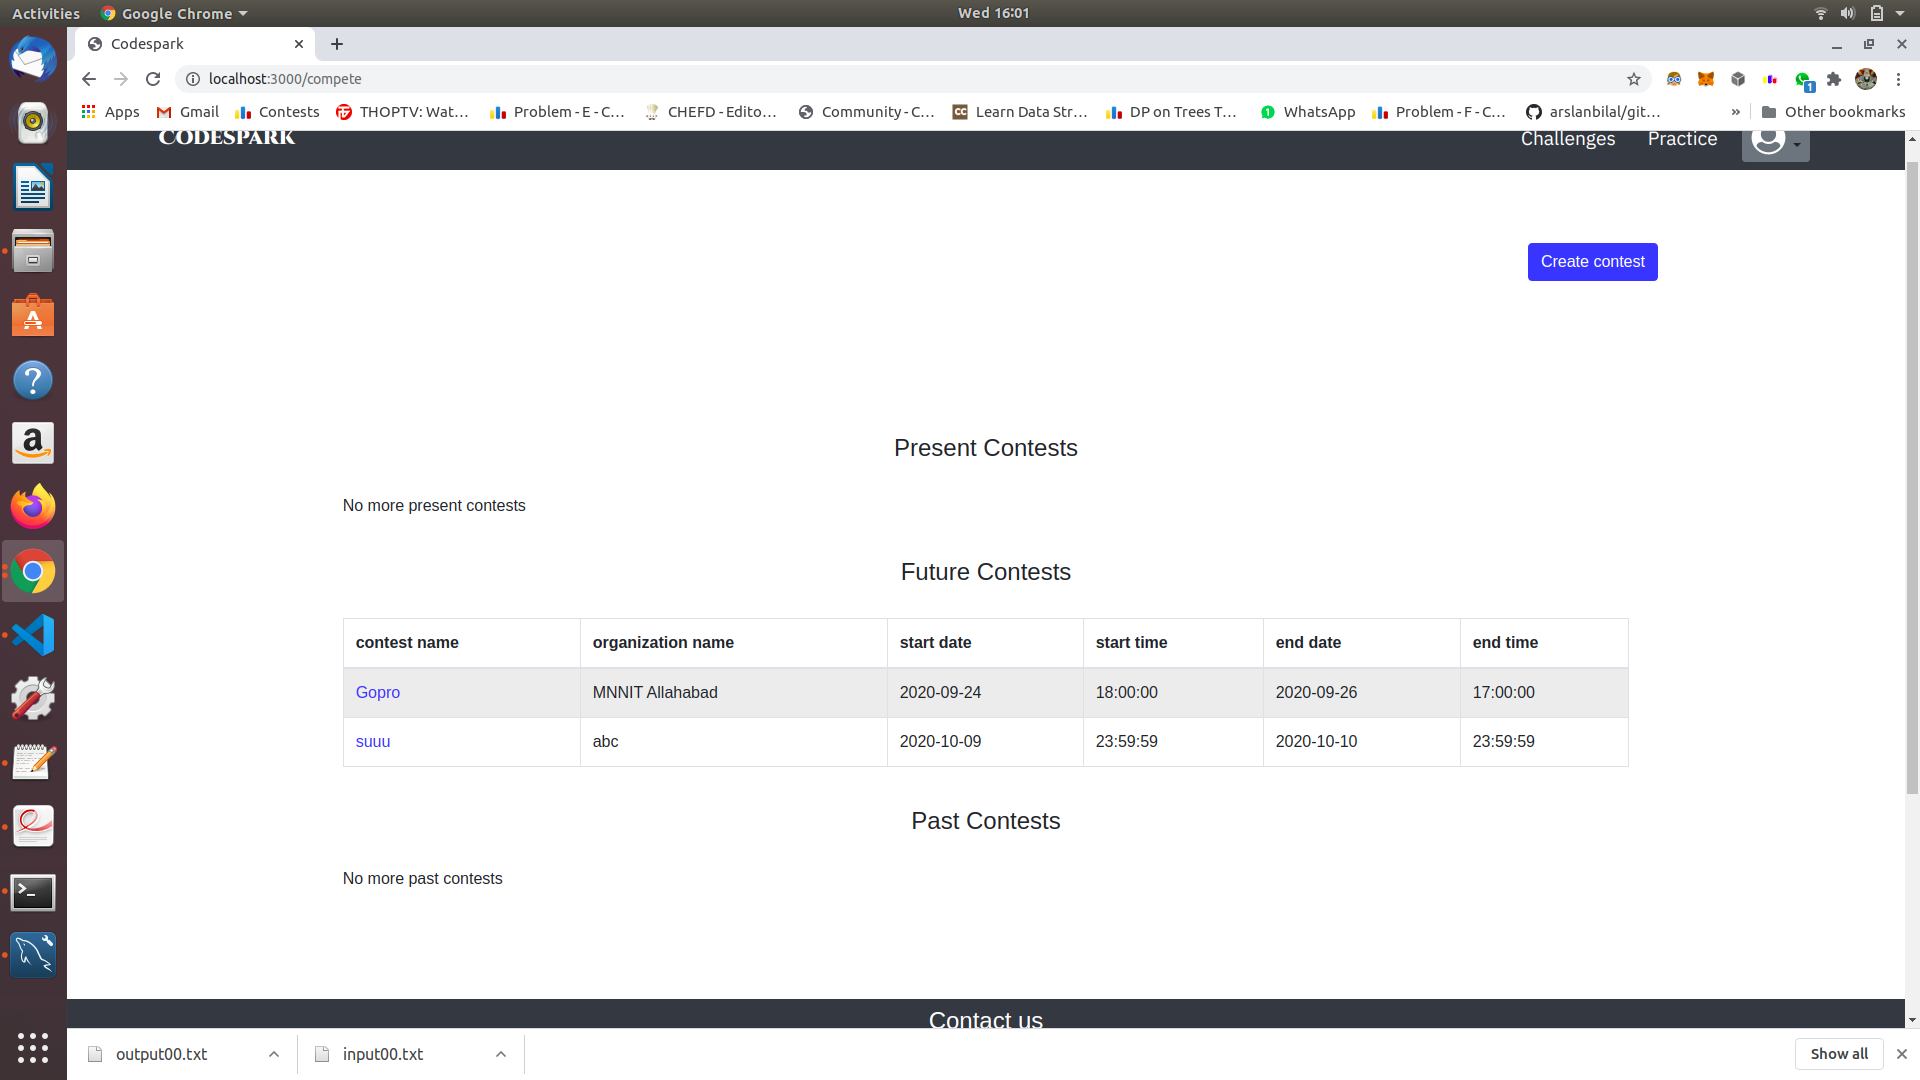 Activities Google Chrome Wed 16:01
Codespark
localhost:3000/compete
1
Apps Gmail Contests THOPTV: Wat… Problem - E - C… CHEFD - Edito… Community - C… CC Learn Data Str… DP on Trees T… 1 WhatsApp Problem - F - C… arslanbilal/git… » Other bookmarks
CODESPARK Challenges Practice
Create contest
Present Contests
No more present contests
Future Contests
contest name organization name start date start time end date end time
Gopro MNNIT Allahabad 2020-09-24 18:00:00 2020-09-26 17:00:00
suuu abc 2020-10-09 23:59:59 2020-10-10 23:59:59
Past Contests
No more past contests
Contact us
output00.txt input00.txt Show all